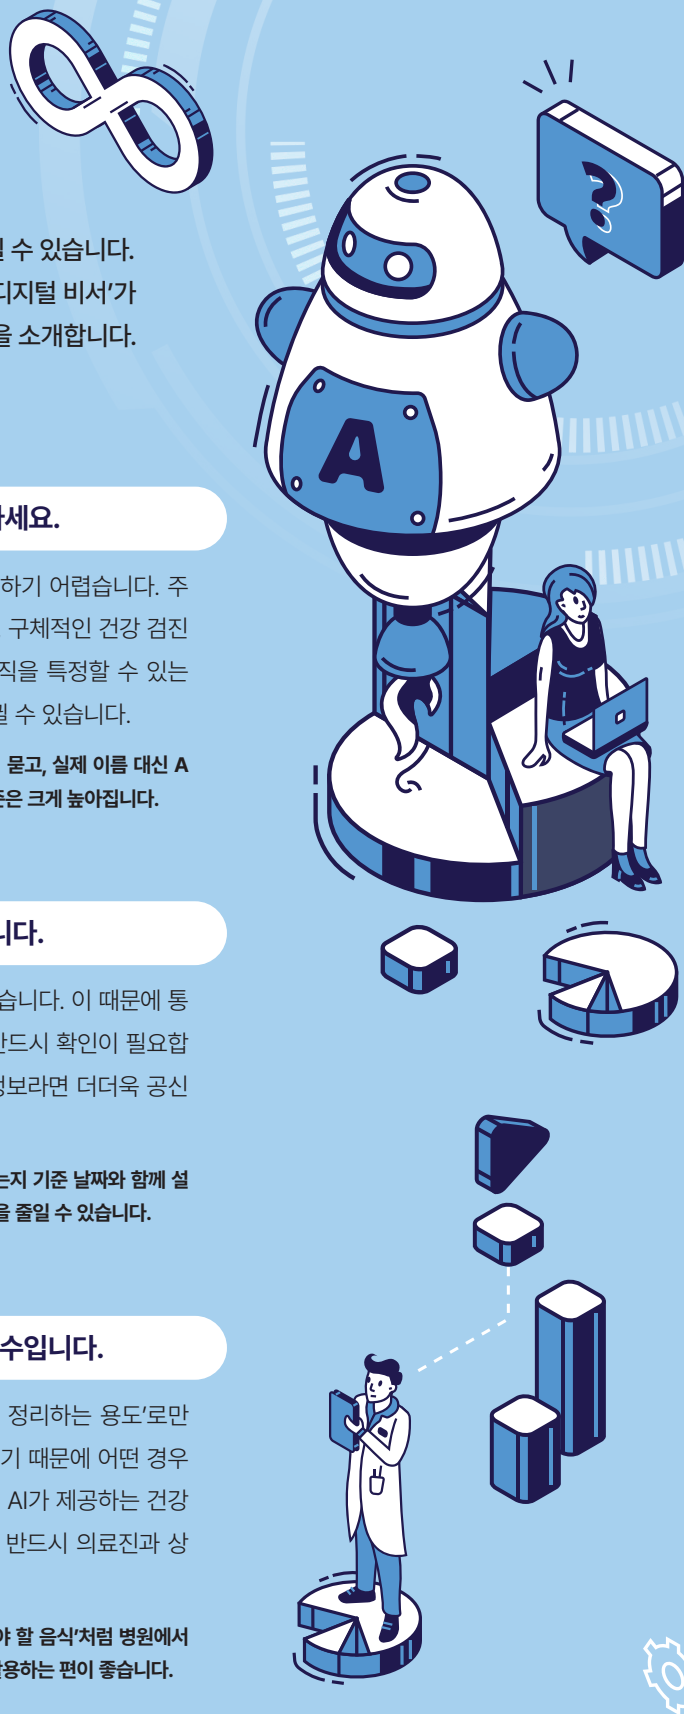 수 있습니다.
디지털 비서'가
을 소개합니다.
?
A
하세요.
하기 어렵습니다. 주
구체적인 건강 검진
직을 특정할 수 있는
수 있습니다.
묻고, 실제 이름 대신 A
준은 크게 높아집니다.
니다.
습니다. 이 때문에 통
반드시 확인이 필요합
정보라면 더더욱 공신
는지 기준 날짜와 함께 설
을 줄일 수 있습니다.
수입니다.
정리하는 용도'로만
기 때문에 어떤 경우
AI가 제공하는 건강
반드시 의료진과 상
야 할 음식'처럼 병원에서
활용하는 편이 좋습니다.